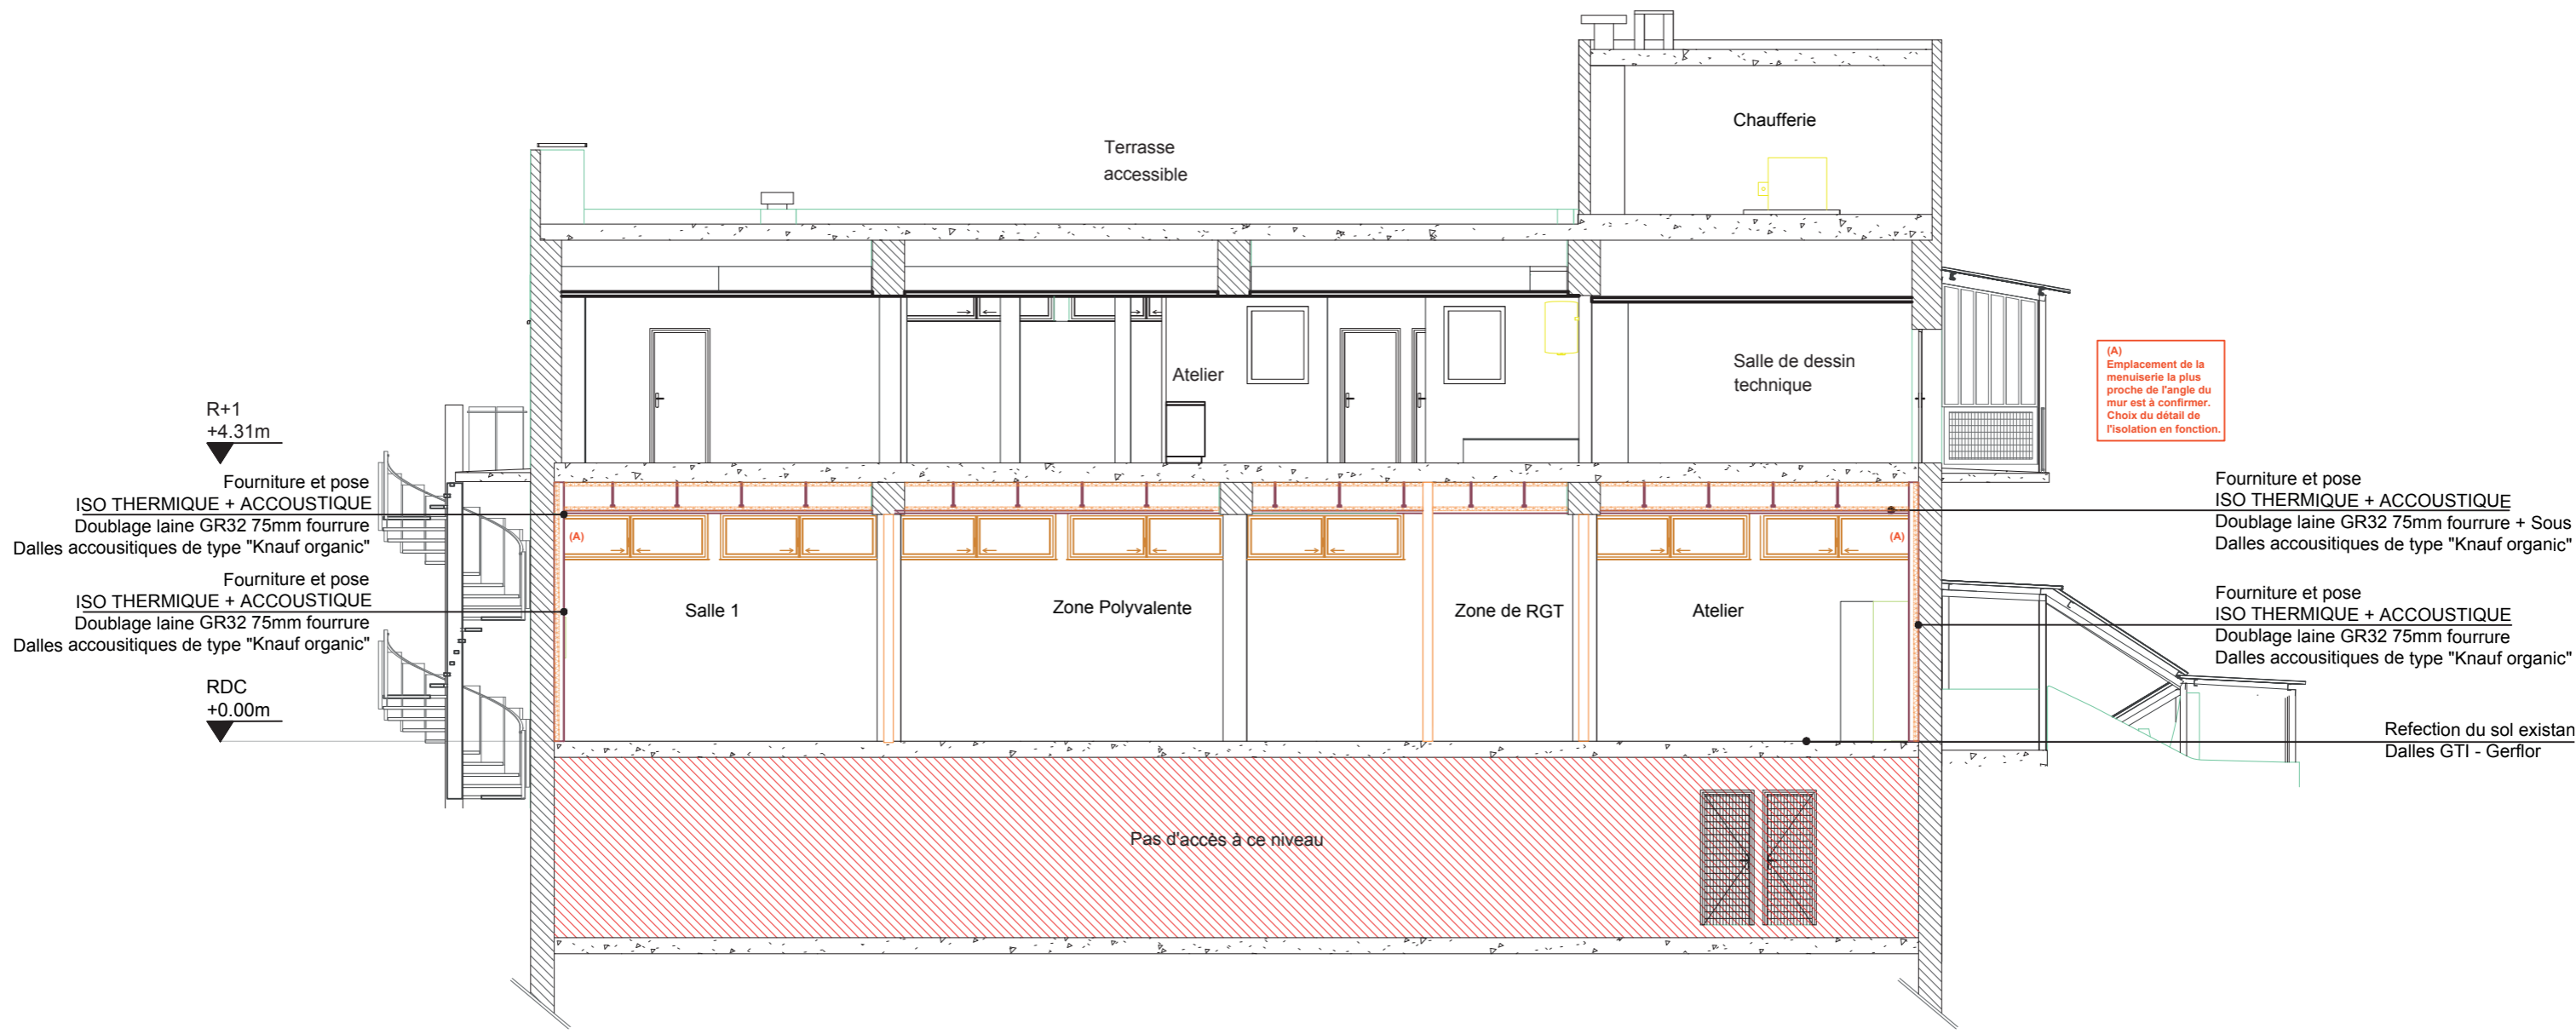 Chaufferie
Terrasse
accessible
Atelier
Salle de dessin
technique
(A)
Emplacement de la
menuiserie la plus
proche de l'angle du
mur est à confirmer.
Choix du détail de
l'isolation en fonction.
R+1
+4.31m
Fourniture et pose
ISO THERMIQUE + ACCOUSTIQUE
Doublage laine GR32 75mm fourrure
Dalles accousitiques de type "Knauf organic"
Fourniture et pose
ISO THERMIQUE + ACCOUSTIQUE
Doublage laine GR32 75mm fourrure
Dalles accousitiques de type "Knauf organic"
RDC
+0.00m
(A)
(A)
Salle 1
Zone Polyvalente
Zone de RGT
Atelier
Fourniture et pose
ISO THERMIQUE + ACCOUSTIQUE
Doublage laine GR32 75mm fourrure + Sous
Dalles accousitiques de type "Knauf organic"
Fourniture et pose
ISO THERMIQUE + ACCOUSTIQUE
Doublage laine GR32 75mm fourrure
Dalles accousitiques de type "Knauf organic"
Refection du sol existan
Dalles GTI - Gerflor
Pas d'accès à ce niveau